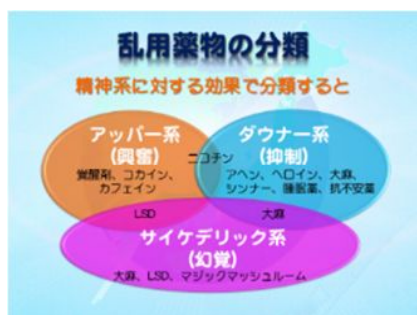 乱用薬物の分類
精神系に対する効果で分類すると
アッパー系
(興奮)
覚醒剤、コカイン、
カフェイン
ニコチン
ダウナー系
(抑制)
アヘン、ヘロイン、大麻、
シンナー、睡眠薬、抗不安薬
LSD
大麻
サイケデリック系
(幻覚)
大麻、LSD、マジックマッシュルーム